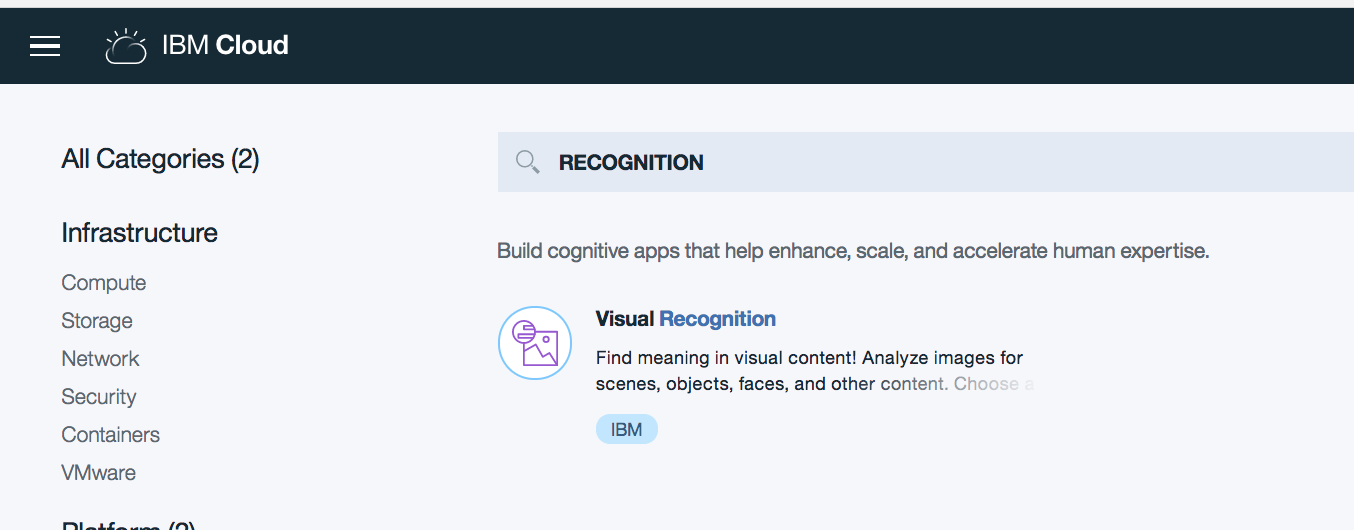 IBM Cloud
All Categories (2)
Infrastructure
Compute
Storage
Network
Security
Containers
VMware
Platform (2)
RECOGNITION
Build cognitive apps that help enhance, scale, and accelerate human expertise.
Visual Recognition
Find meaning in visual content! Analyze images for
scenes, objects, faces, and other content. Choose a
IBM